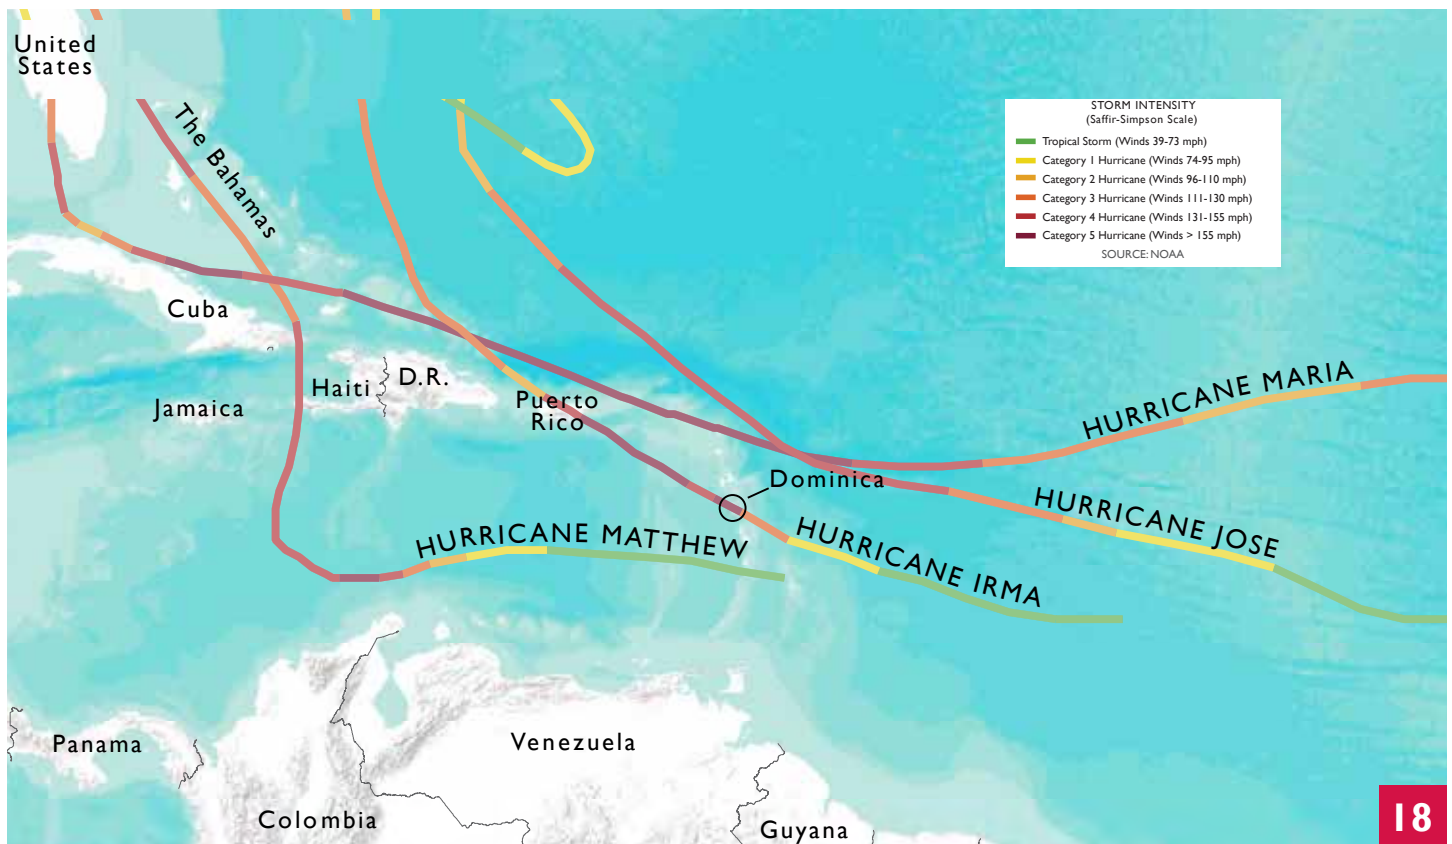 United
States
The Bahamas
STORM INTENSITY
(Saffir-Simpson Scale)
Tropical Storm (Winds 39-73 mph)
Category 1 Hurricane (Winds 74-95 mph)
Category 2 Hurricane (Winds 96-110 mph)
Category 3 Hurricane (Winds 111-130 mph)
Category 4 Hurricane (Winds 131-155 mph)
Category 5 Hurricane (Winds > 155 mph)
SOURCE: NOAA
Cuba
Haiti
D.R.
Jamaica
Puerto
Rico
HURRICANE MARIA
Dominica
HURRICANE JOSE
HURRICANE MATTHEW
HURRICANE IRMA
Panama
Venezuela
Colombia
Guyana
18